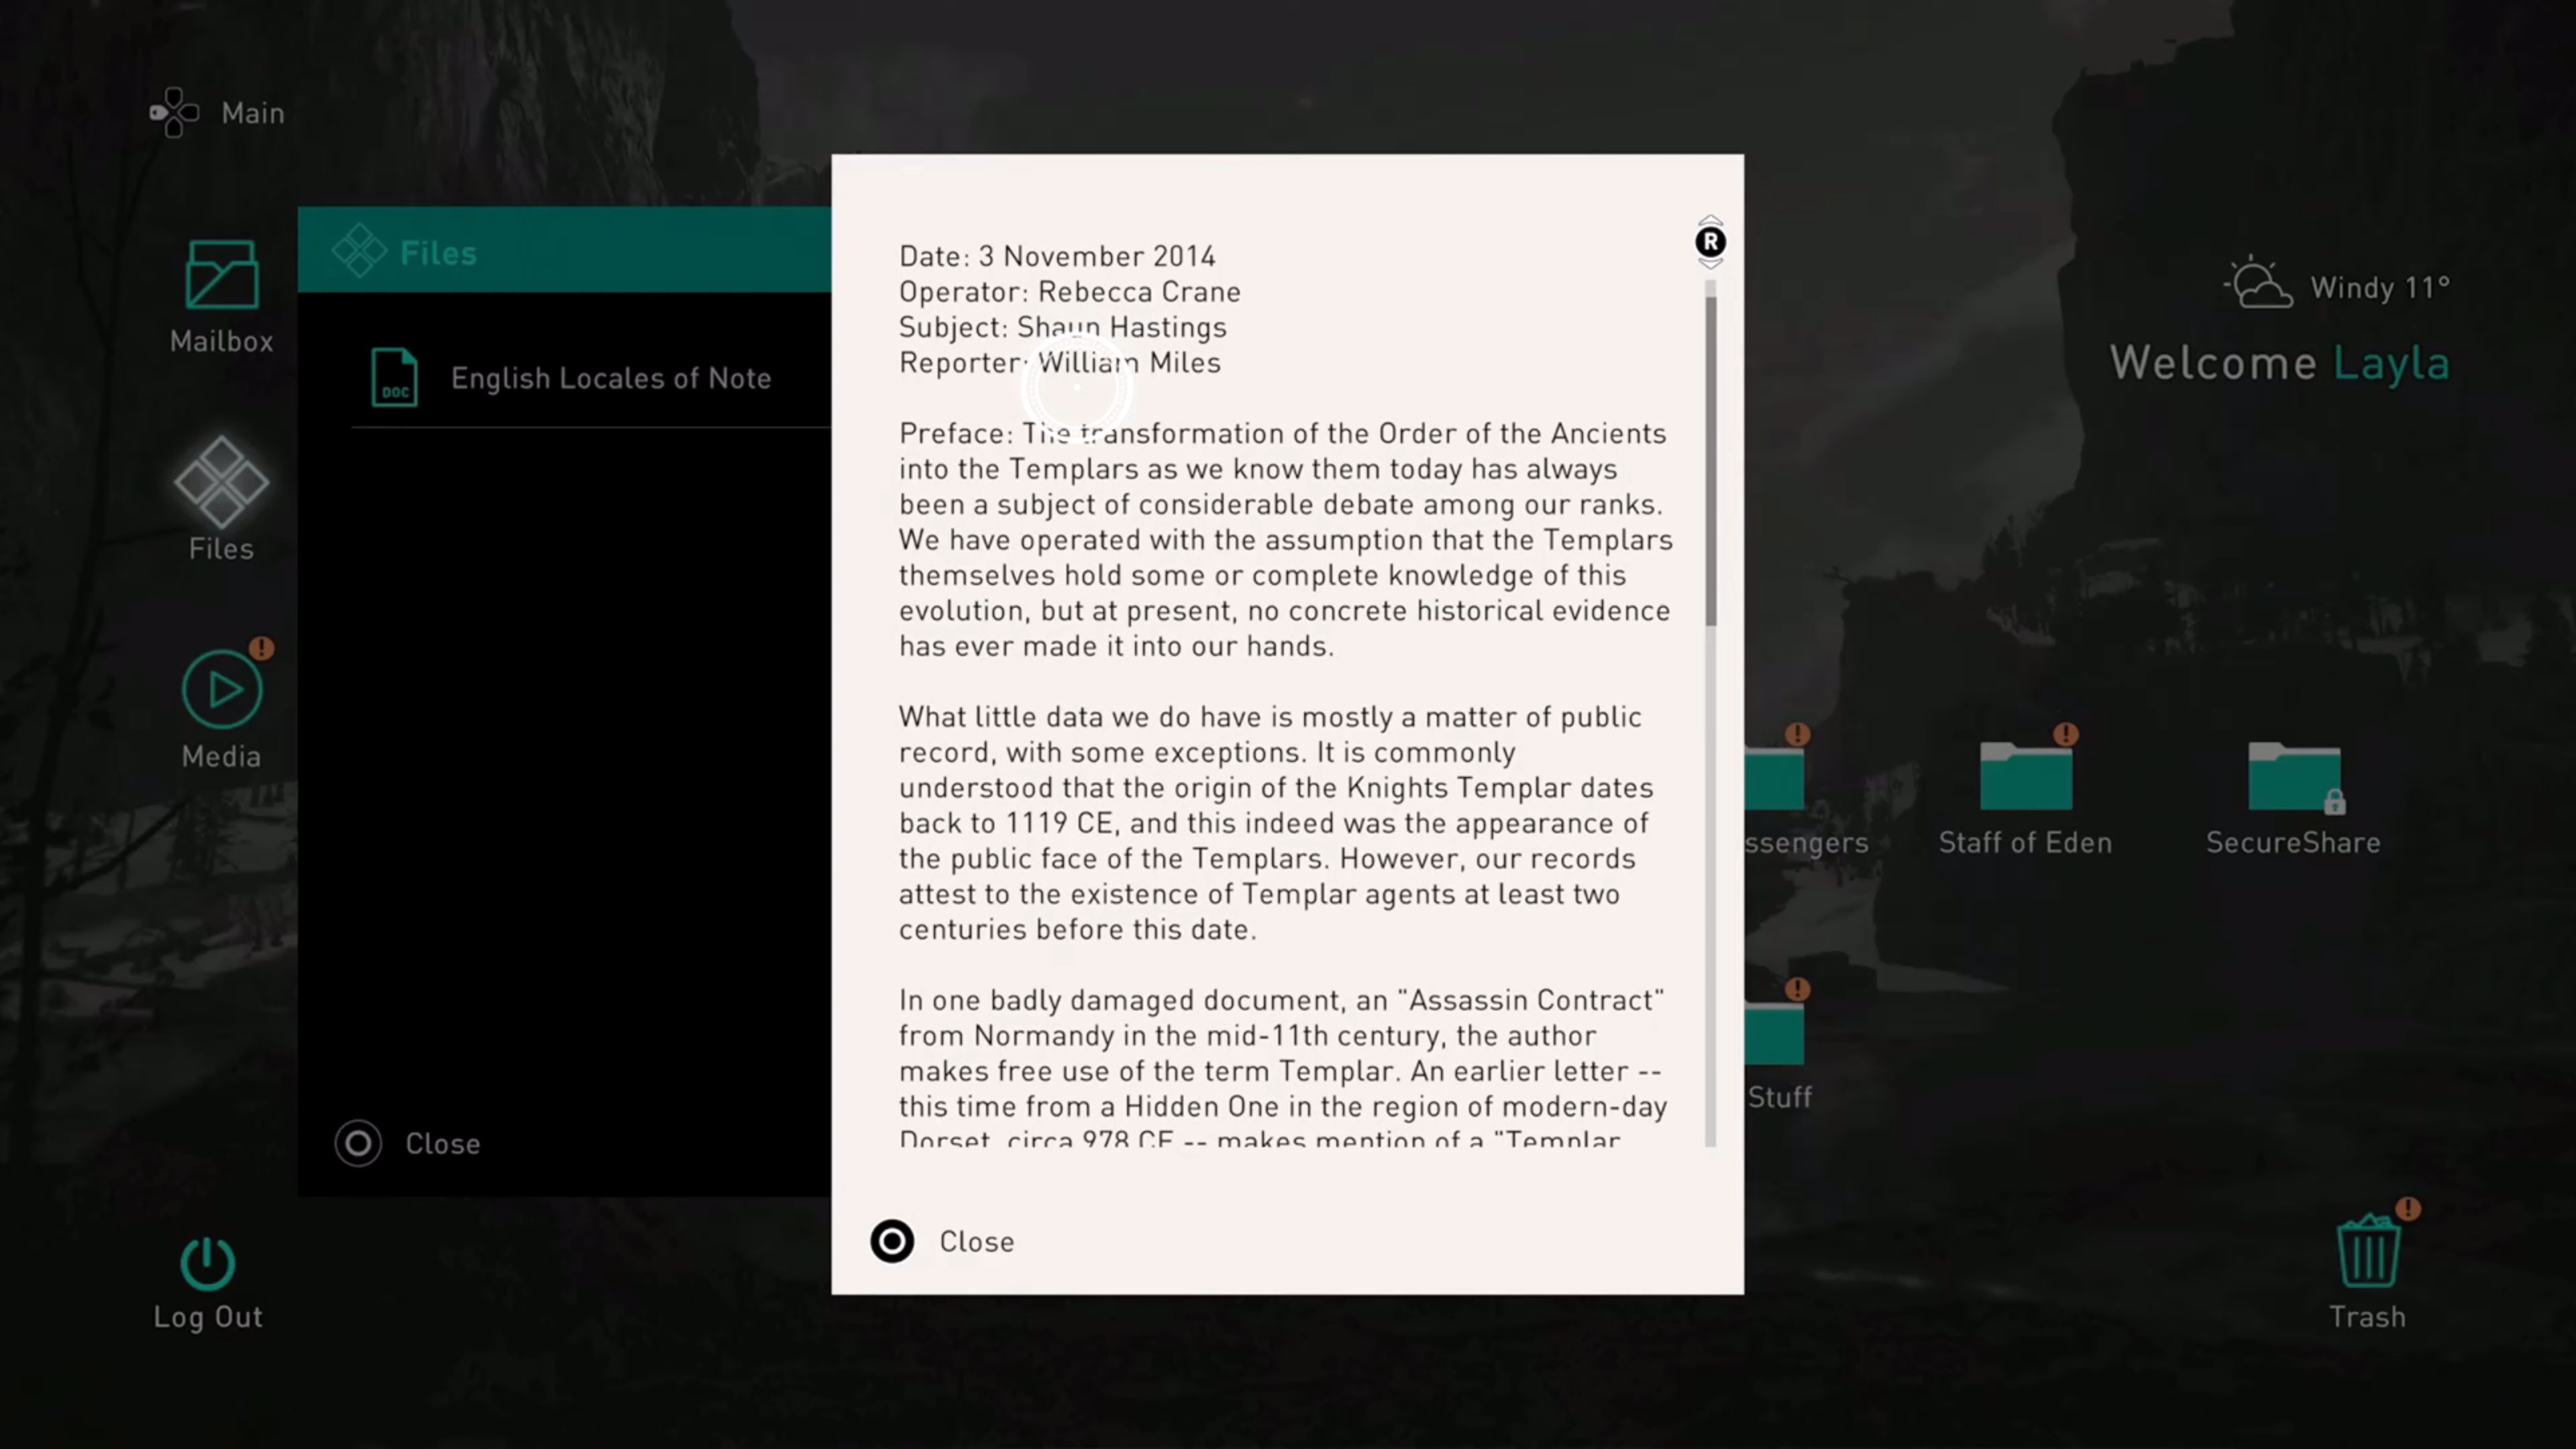 Main
Mailbox
Files
Media
Log Out
Files
DOC
English Locales of Note
Close
R
Date: 3 November 2014
Operator: Rebecca Crane
Subject: Shaun Hastings
Reporter: William Miles
Preface: The transformation of the Order of the Ancients
into the Templars as we know them today has always
been a subject of considerable debate among our ranks.
We have operated with the assumption that the Templars
themselves hold some or complete knowledge of this
evolution, but at present, no concrete historical evidence
has ever made it into our hands.
What little data we do have is mostly a matter of public
record, with some exceptions. It is commonly
understood that the origin of the Knights Templar dates
back to 1119 CE, and this indeed was the appearance of
the public face of the Templars. However, our records
attest to the existence of Templar agents at least two
centuries before this date.
In one badly damaged document, an "Assassin Contract"
from Normandy in the mid-11th century, the author
makes free use of the term Templar. An earlier letter --
this time from a Hidden One in the region of modern-day
Dorset, circa 978 CE -- makes mention of a "Templar
Close
Windy 11°
Welcome Layla
ssengers
Staff of Eden
SecureShare
Stuff
Trash